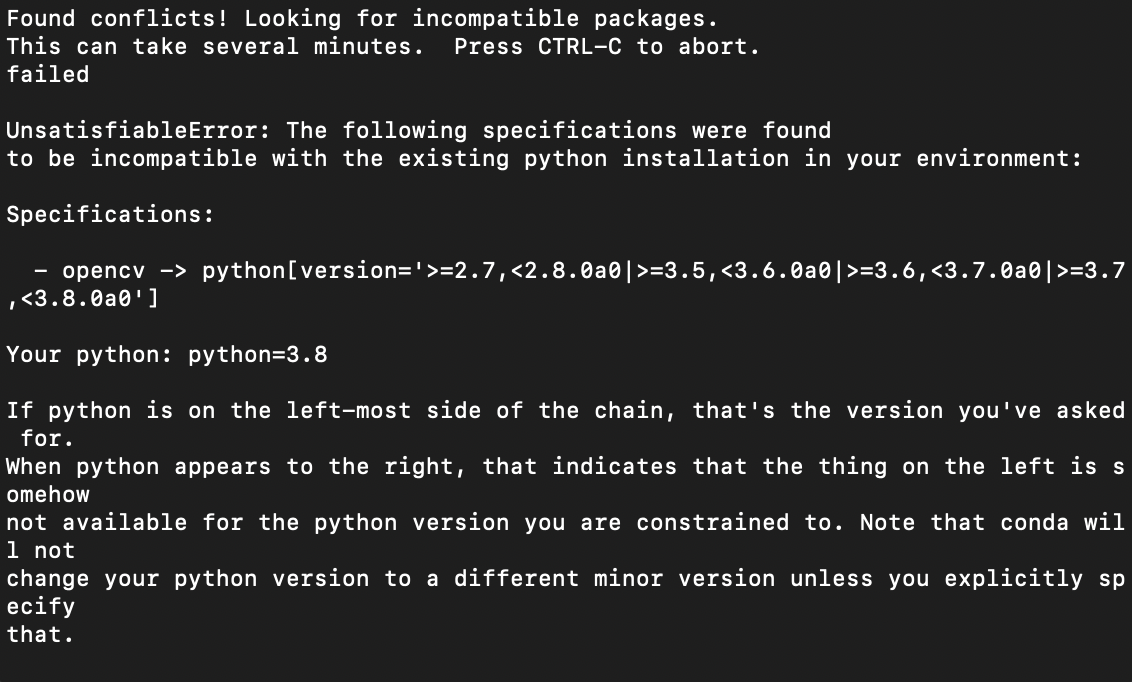 Found conflicts! Looking for incompatible packages.
This can take several minutes.  Press CTRL-C to abort.
failed

UnsatisfiableError: The following specifications were found
to be incompatible with the existing python installation in your environment:

Specifications:

  - opencv -> python[version='>=2.7,<2.8.0a0|>=3.5,<3.6.0a0|>=3.6,<3.7.0a0|>=3.7
,<3.8.0a0']

Your python: python=3.8

If python is on the left-most side of the chain, that's the version you've asked
 for.
When python appears to the right, that indicates that the thing on the left is s
omehow
not available for the python version you are constrained to. Note that conda wil
l not
change your python version to a different minor version unless you explicitly sp
ecify
that.